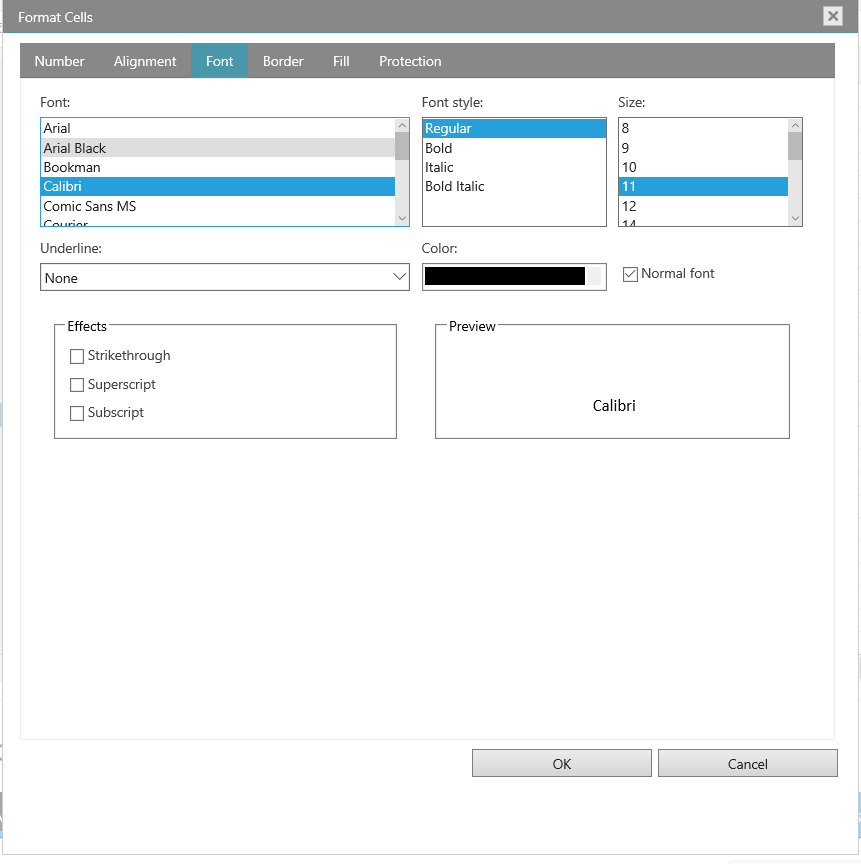 Format Cells
Number Alignment Font Border Fill Protection
Font: Font style: Size:
Arial Regular 8
Arial Black Bold 9
Bookman Italic 10
Calibri Bold Italic 11
Comic Sans MS 12
Courier 14
Underline: Color:
None Normal font
Effects Preview
Strikethrough
Superscript
Calibri
Subscript
OK Cancel